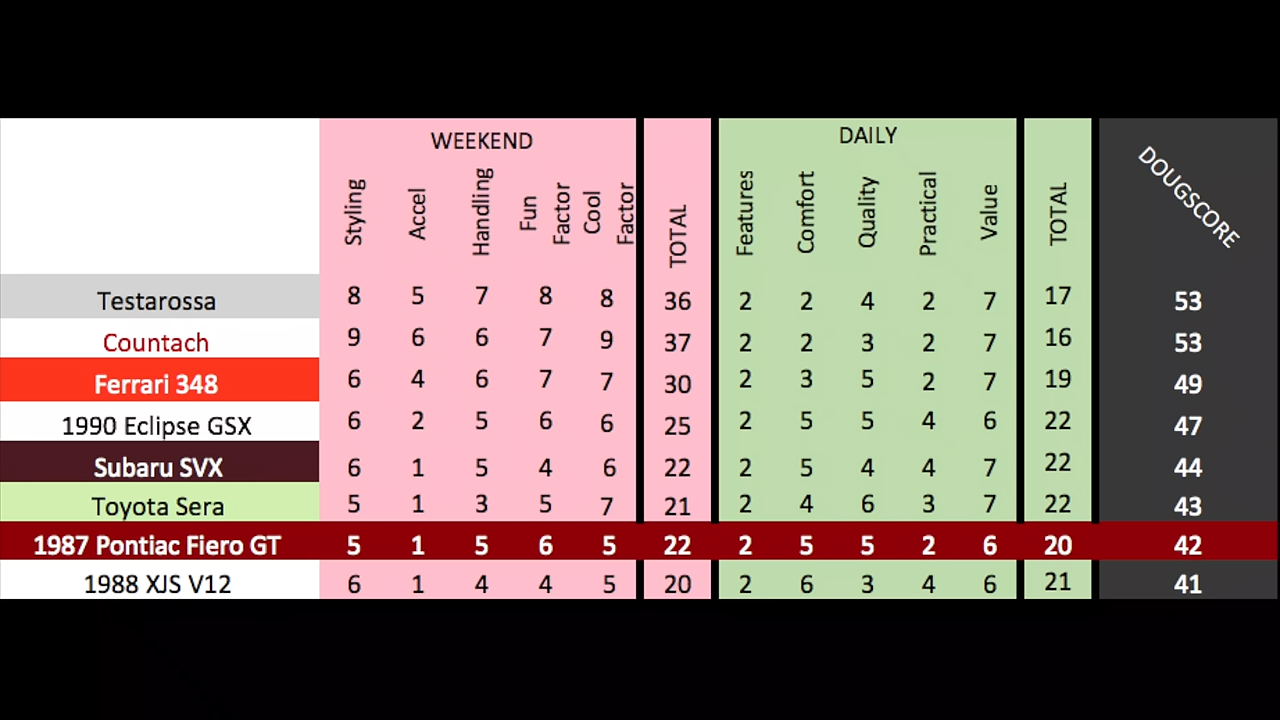 WEEKEND DAILY
Styling Accel Handling Fun Factor Cool Factor TOTAL Features Comfort Quality Practical Value TOTAL DOUGSCORE
Testarossa 8 5 7 8 8 36 2 2 4 2 7 17 53
Countach 9 6 6 7 9 37 2 2 3 2 7 16 53
Ferrari 348 6 4 6 7 7 30 2 3 5 2 7 19 49
1990 Eclipse GSX 6 2 5 6 6 25 2 5 5 4 6 22 47
Subaru SVX 6 1 5 4 6 22 2 5 4 4 7 22 44
Toyota Sera 5 1 3 5 7 21 2 4 6 3 7 22 43
1987 Pontiac Fiero GT 5 1 5 6 5 22 2 5 5 2 6 20 42
1988 XJS V12 6 1 4 4 5 20 2 6 3 4 6 21 41